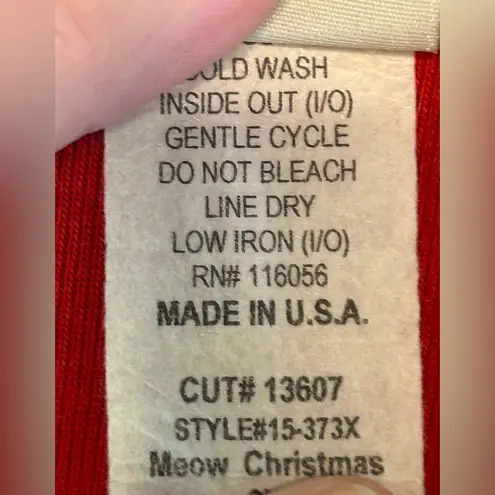 COLD WASH
INSIDE OUT (I/O)
GENTLE CYCLE
DO NOT BLEACH
LINE DRY
LOW IRON (I/O)
RN# 116056
MADE IN U.S.A.
CUT# 13607
STYLE#15-373X
Meow Christmas